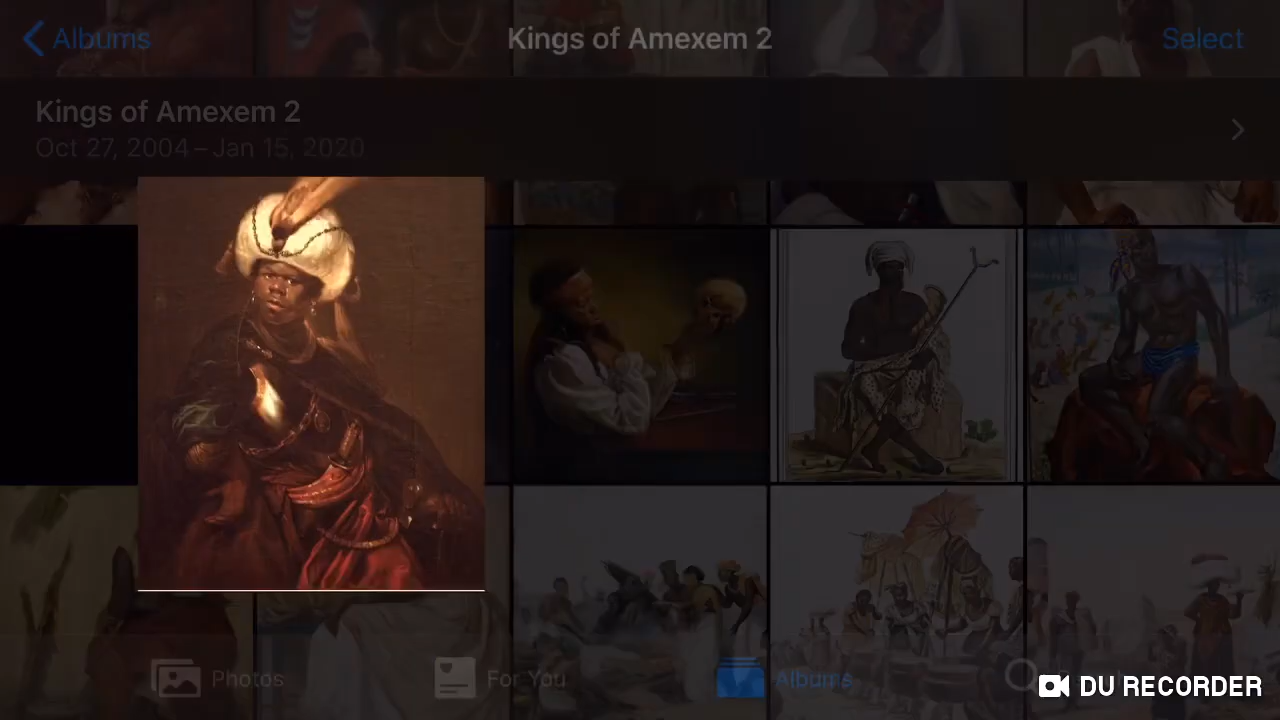 Albums
Kings of Amexem 2
Select
Kings of Amexem 2
Oct 27, 2004 – Jan 15, 2020
Photos
For You
Albums
DU RECORDER